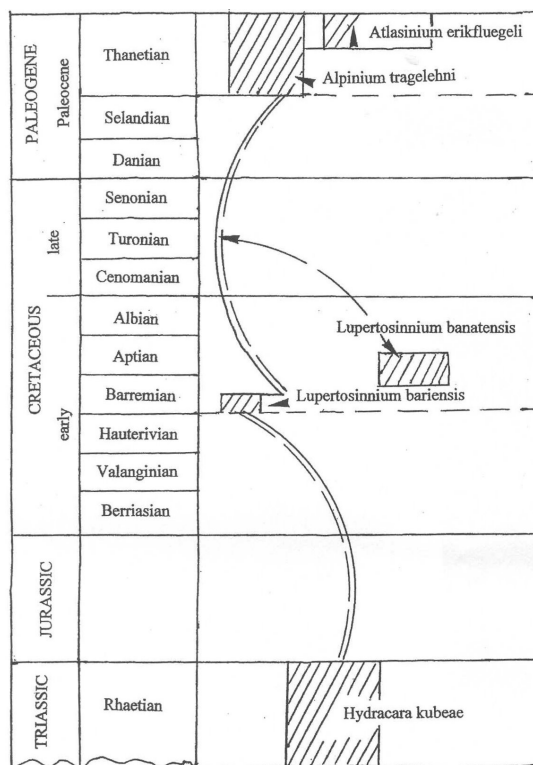 PALEOGENE
Paleocene
Thanetian
Atlasinium erikfluegeli
Alpinium tragelehni
Selandian
Danian
CRETACEOUS
late
Senonian
Turonian
Cenomanian
early
Albian
Lupertosinnium banatensis
Aptian
Barremian
Lupertosinnium bariensis
Hauterivian
Valanginian
Berriasian
JURASSIC
TRIASSIC
Rhaetian
Hydracara kubeae